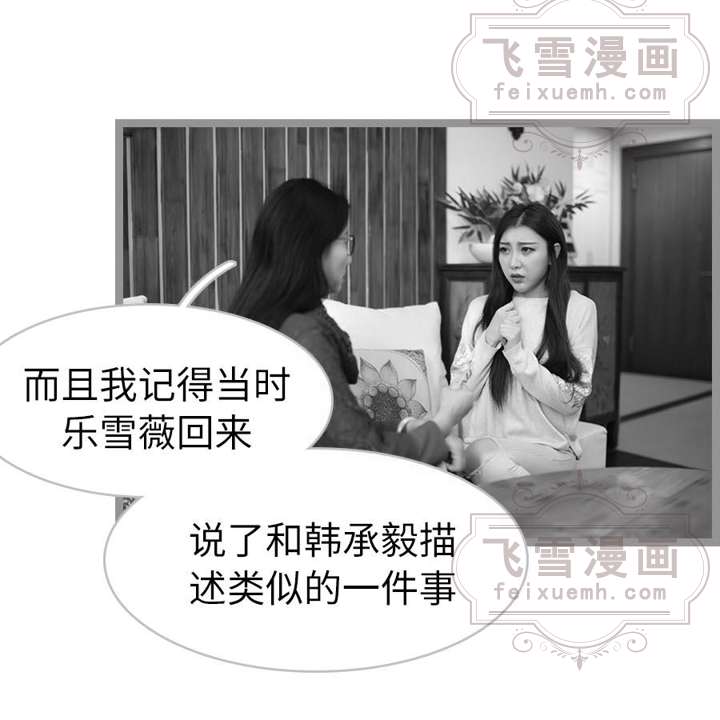 飞雪漫画
feixuemh.com
而且我记得当时
乐雪薇回来
说了和韩承毅描
述类似的一件事
飞雪漫画
feixuemh.com